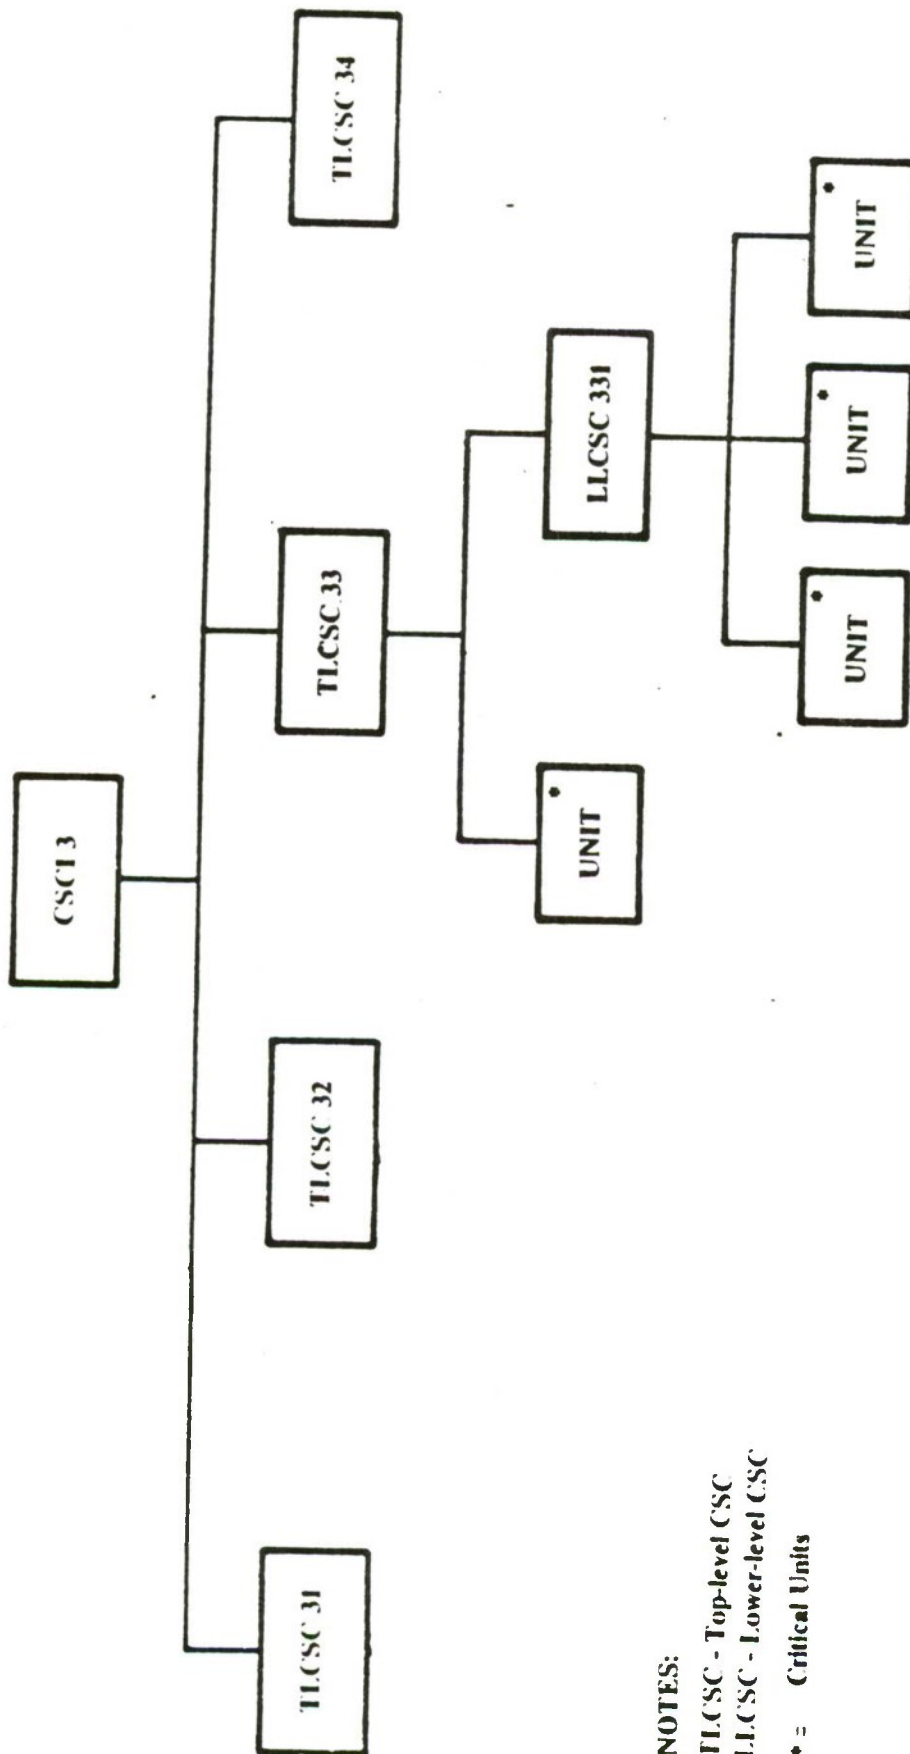 CSCI 3
TLCSC 31
TLCSC 32
TLCSC 33
TLCSC 34
UNIT *
LLCSC 331
UNIT *
UNIT *
UNIT *
NOTES:
TLCSC - Top-level CSC
LLCSC - Lower-level CSC
* = Critical Units